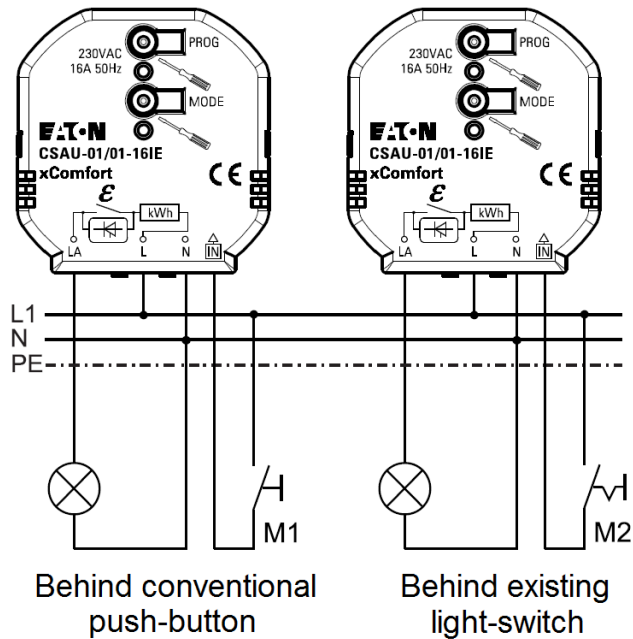 230VAC
16A 50Hz
PROG
MODE
EATON
CSAU-01/01-16IE
xComfort
CE
ε
kWh
LA L N IN
230VAC
16A 50Hz
PROG
MODE
EATON
CSAU-01/01-16IE
xComfort
CE
ε
kWh
LA L N IN
L1
N
PE
M1
M2
Behind conventional
push-button
Behind existing
light-switch